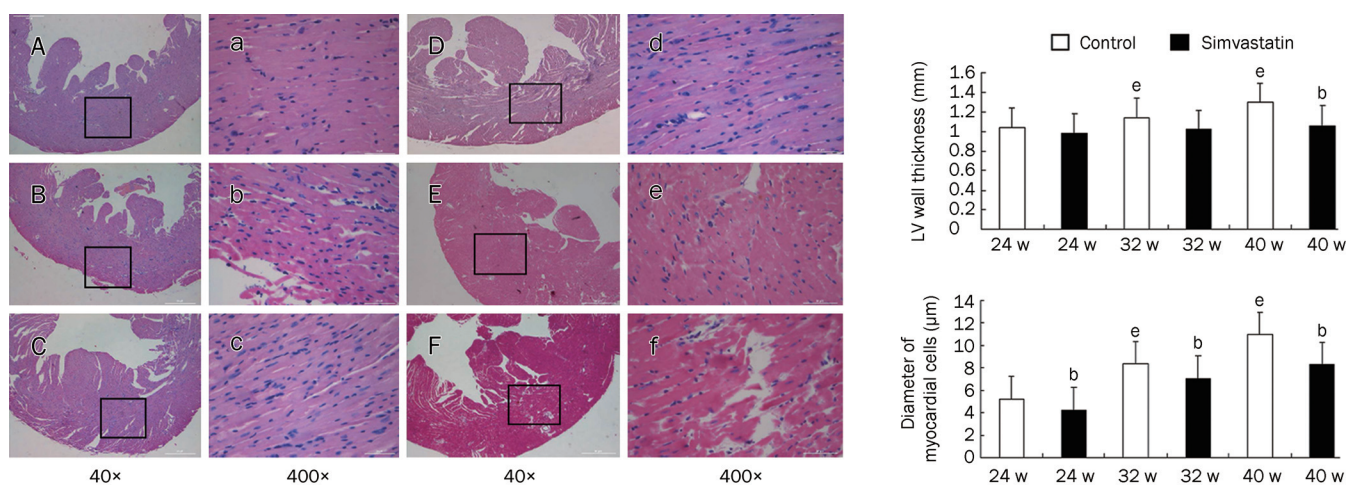 A a D d
B b E e
C c F f
40× 400× 40× 400×
Control Simvastatin
LV wall thickness (mm)
1.6
1.4
1.2
1
0.8
0.6
0.4
0.2
0
e e b
24 w 24 w 32 w 32 w 40 w 40 w
Diameter of
myocardial cells (µm)
14
12
10
8
6
4
2
0
b e b e b
24 w 24 w 32 w 32 w 40 w 40 w